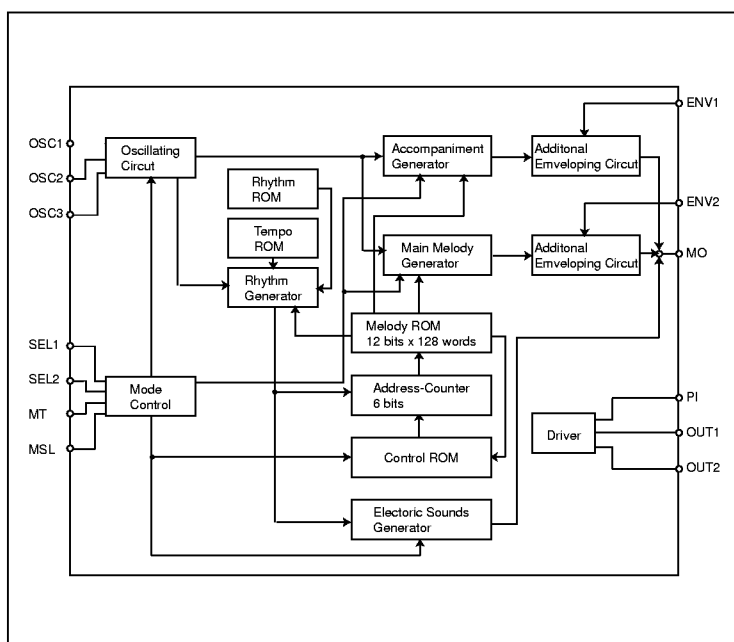 ENV1
OSC1
Oscillating
Circut
Accompaniment
Generator
Additonal
Emveloping Circut
OSC2
OSC3
Rhythm
ROM
ENV2
Tempo
ROM
Main Melody
Generator
Additonal
Emveloping Circut
MO
Rhythm
Generator
Melody ROM
12 bits x 128 words
SEL1
SEL2
Mode
Control
Address-Counter
6 bits
MT
PI
Driver
OUT1
MSL
Control ROM
OUT2
Electoric Sounds
Generator